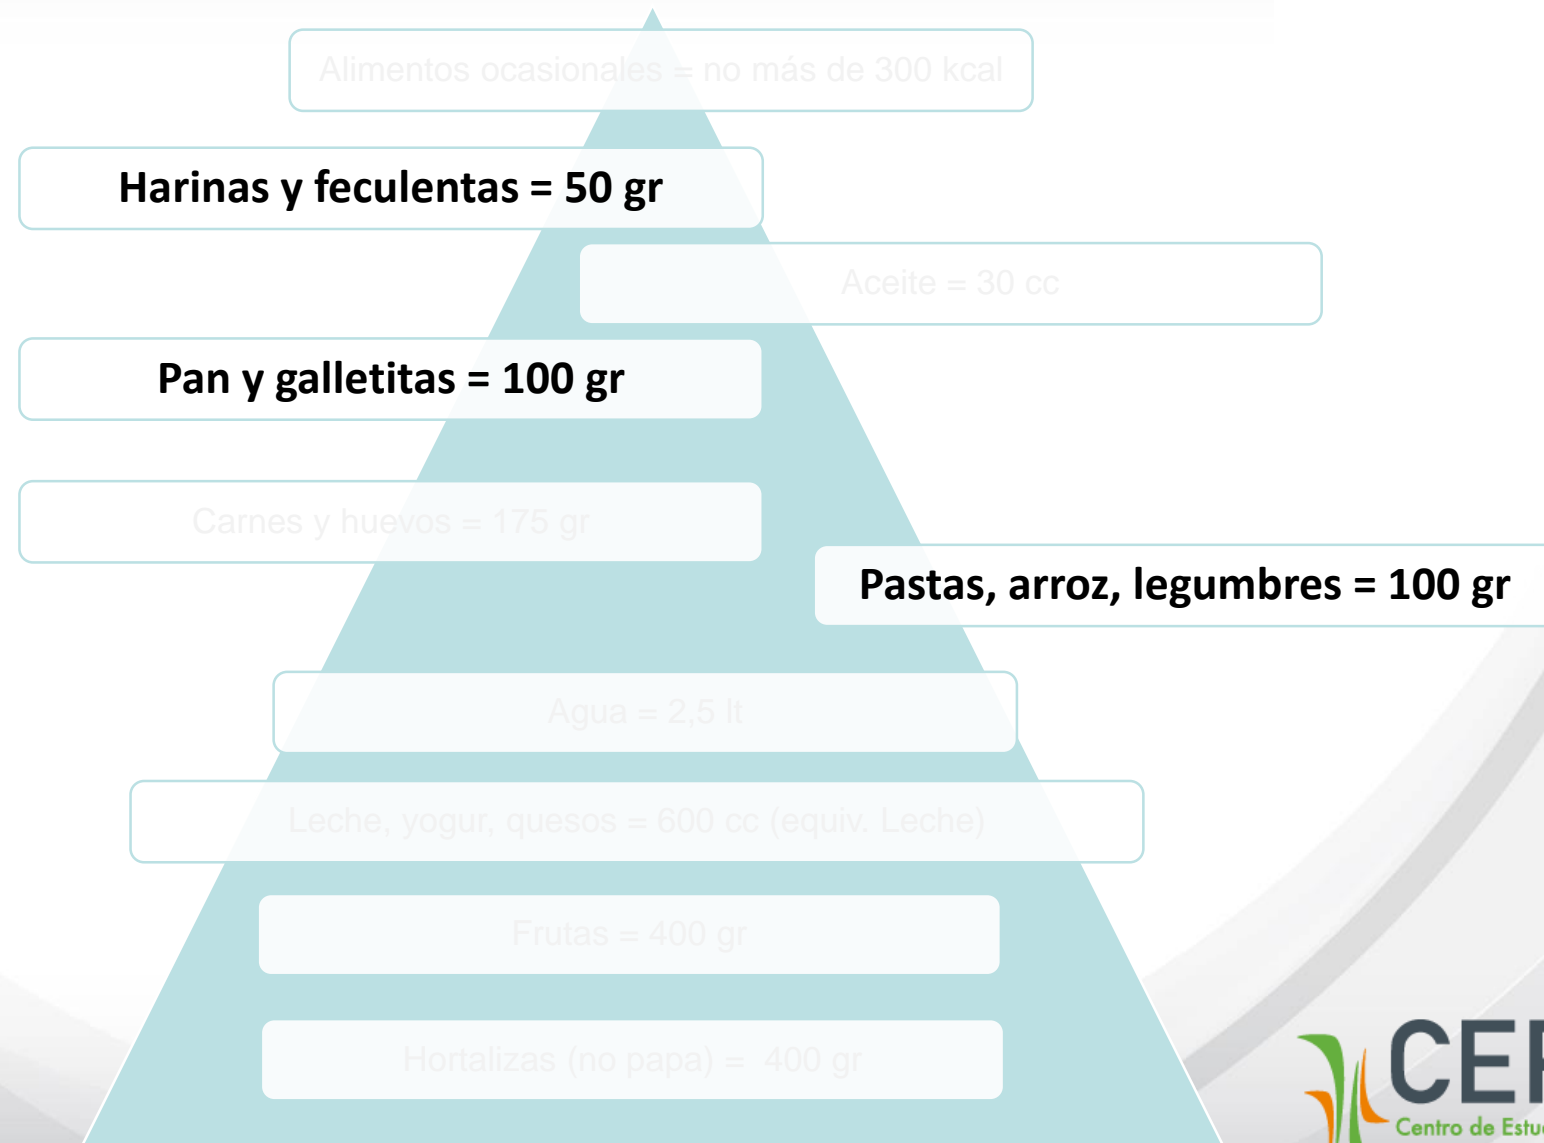 Alimentos ocasionales = no más de 300 kcal
Harinas y feculentas = 50 gr
Aceite = 30 cc
Pan y galletitas = 100 gr
Carnes y huevos = 175 gr
Pastas, arroz, legumbres = 100 gr
Agua = 2,5 lt
Leche, yogur, quesos = 600 cc (equiv. Leche)
Frutas = 400 gr
Hortalizas (no papa) = 400 gr
Centro de